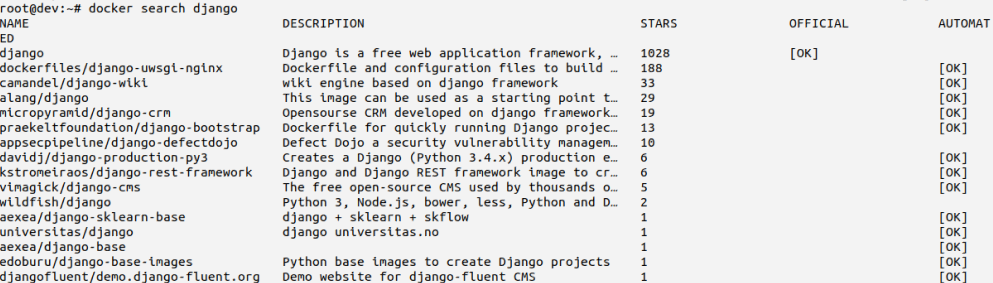 root@dev:~# docker search django
NAME DESCRIPTION STARS OFFICIAL AUTOMAT
ED
django Django is a free web application framework, … 1028 [OK]
dockerfiles/django-uwsgi-nginx Dockerfile and configuration files to build … 188 [OK]
camandel/django-wiki wiki engine based on django framework 33 [OK]
alang/django This image can be used as a starting point t… 29 [OK]
micropyramid/django-crm Opensourse CRM developed on django framework… 19 [OK]
praekeltfoundation/django-bootstrap Dockerfile for quickly running Django projec… 13 [OK]
appsecpipeline/django-defectdojo Defect Dojo a security vulnerability managem… 10
davidj/django-production-py3 Creates a Django (Python 3.4.x) production e… 6 [OK]
kstromeiraos/django-rest-framework Django and Django REST framework image to cr… 6 [OK]
vimagick/django-cms The free open-source CMS used by thousands o… 5 [OK]
wildfish/django Python 3, Node.js, bower, less, Python and D… 2
aexea/django-sklearn-base django + sklearn + skflow 1 [OK]
universitas/django django universitas.no 1 [OK]
aexea/django-base 1 [OK]
edoburu/django-base-images Python base images to create Django projects 1 [OK]
djangofluent/demo.django-fluent.org Demo website for django-fluent CMS 1 [OK]